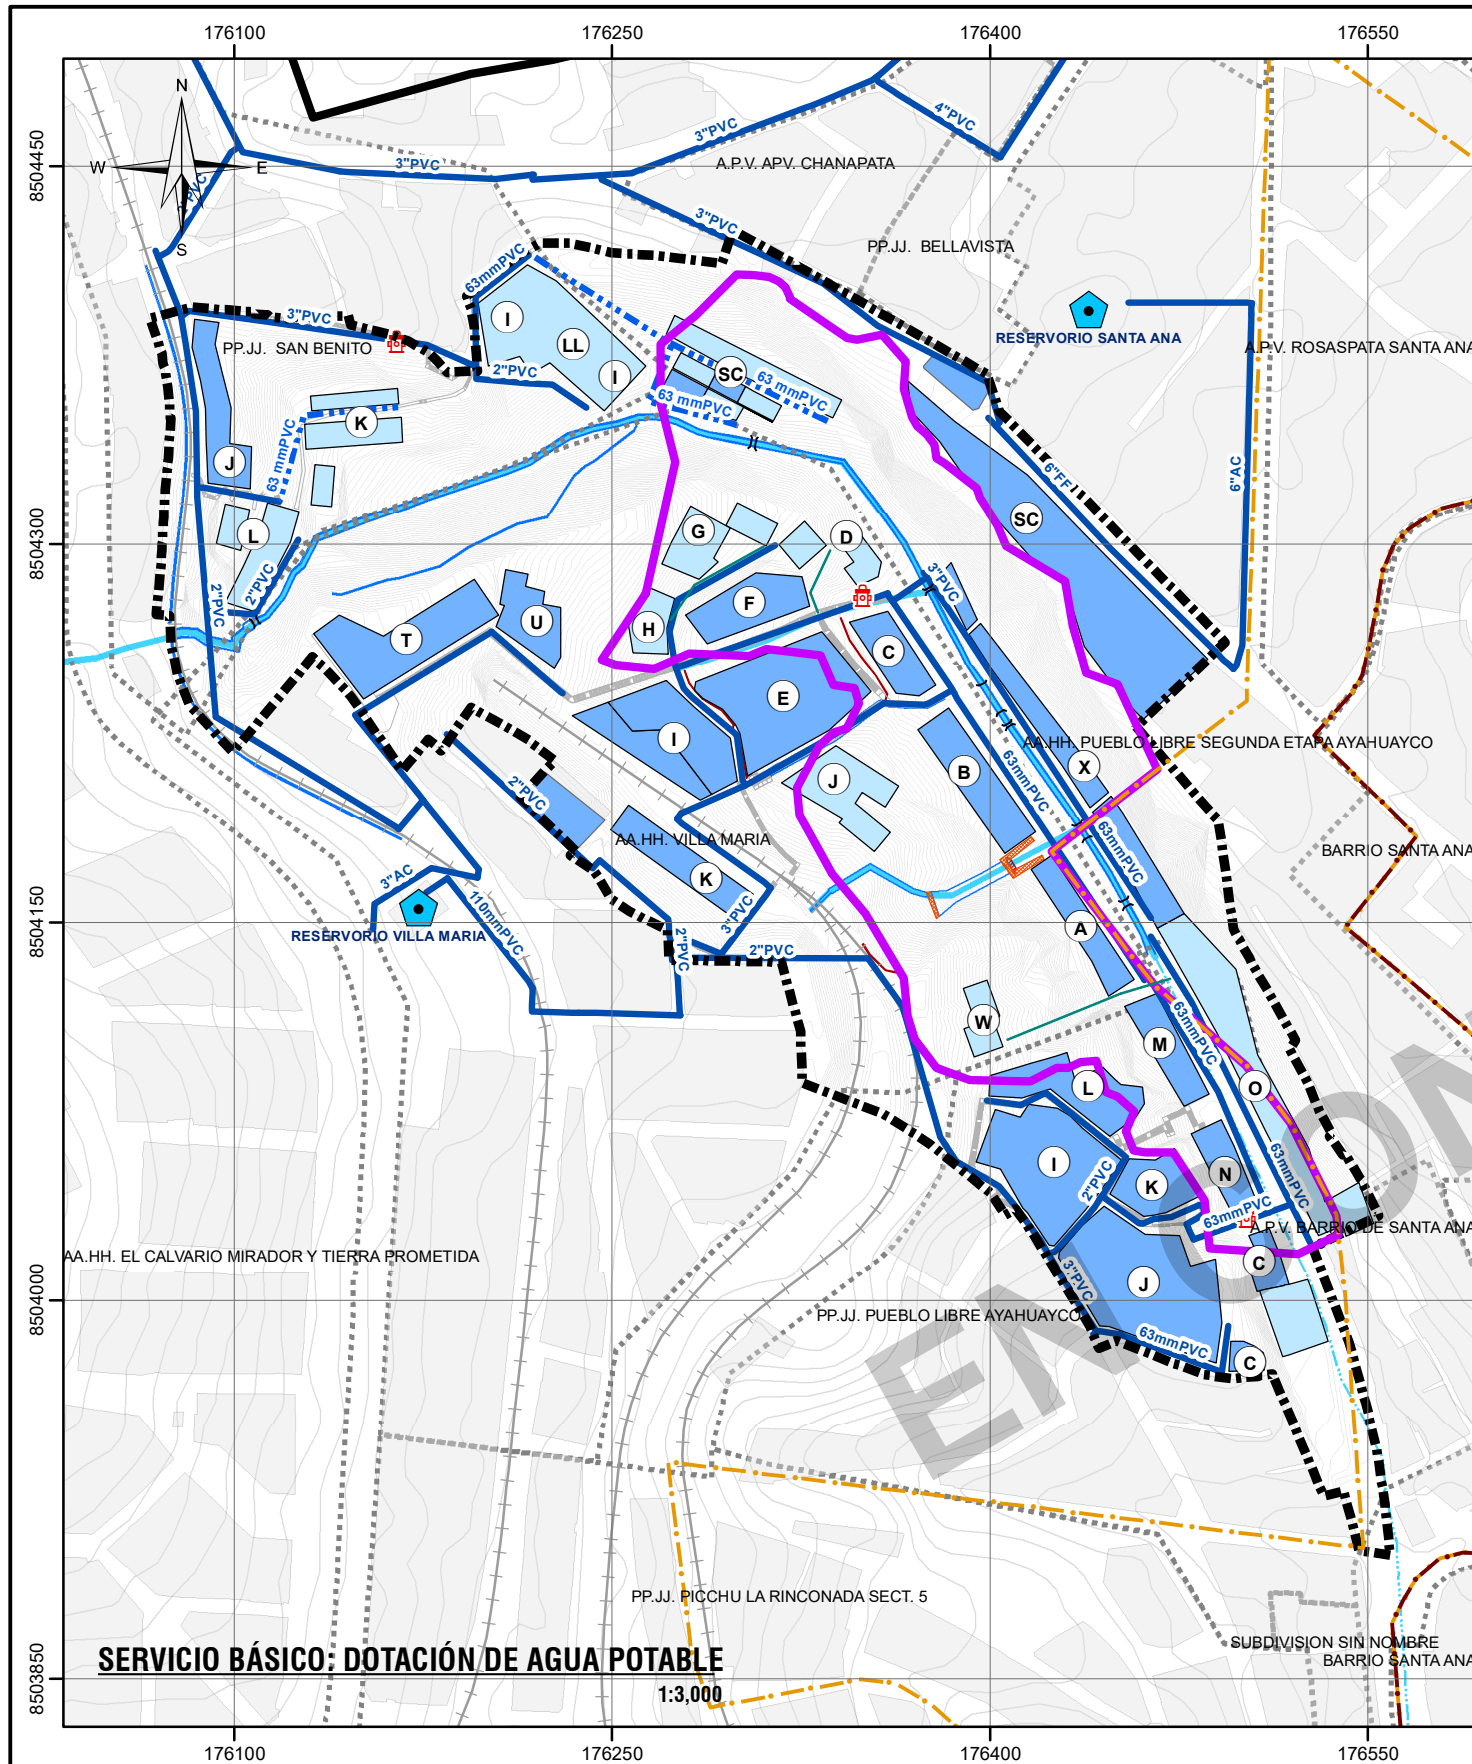 176100
176250
176400
176550
8504450
8504300
8504150
8504000
8503850
N
W
E
S
3"PVC
4"PVC
3"PVC
A.P.V. APV. CHANAPATA
3"PVC
PP.JJ. BELLAVISTA
63mmPVC
RESERVORIO SANTA ANA
A.P.V. ROSASPATA SANTA ANA
3"PVC
PP.JJ. SAN BENITO
I
LL
I
2"PVC
SC
63 mmPVC
63 mmPVC
K
J
63 mmPVC
L
2"PVC
2"PVC
6"FF
6"AC
SC
G
D
3"PVC
F
H
U
T
C
E
I
J
B
63mmPVC
X
AA.HH. PUEBLO LIBRE SEGUNDA ETAPA AYAHUAYCO
2"PVC
AA.HH. VILLA MARIA
K
63mmPVC
BARRIO SANTA ANA
3"AC
110mmPVC
RESERVORIO VILLA MARIA
3"PVC
2"PVC
2"PVC
A
W
63mmPVC
M
L
O
I
2"PVC
K
N
63mmPVC
63mmPVC
A.P.V. BARRIO DE SANTA ANA
AA.HH. EL CALVARIO MIRADOR Y TIERRA PROMETIDA
C
3"PVC
J
PP.JJ. PUEBLO LIBRE AYAHUAYCO
63mmPVC
C
EN CON
PP.JJ. PICCHU LA RINCONADA SECT. 5
SUBDIVISION SIN NOMBRE
BARRIO SANTA ANA
SERVICIO BÁSICO: DOTACIÓN DE AGUA POTABLE
1:3,000
176100
176250
176400
176550